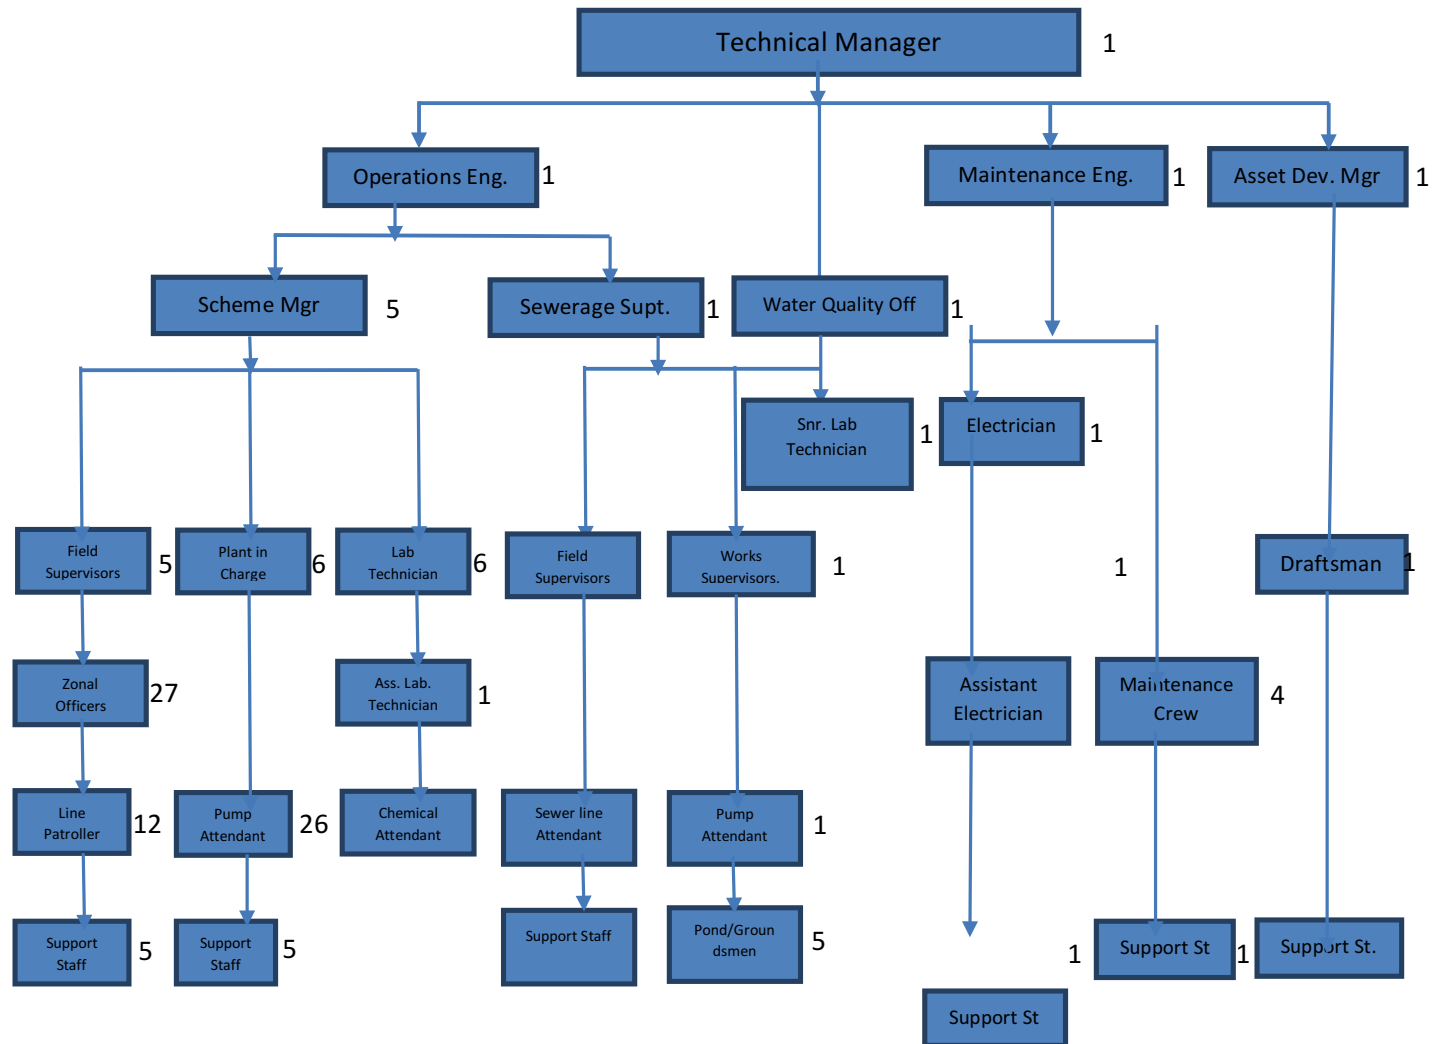 Technical Manager 1
Operations Eng. 1
Maintenance Eng. 1
Asset Dev. Mgr 1
Scheme Mgr 5
Sewerage Supt. 1
Water Quality Off 1
Snr. Lab
Technician 1
Electrician 1
Field
Supervisors 5
Plant in
Charge 6
Lab
Technician 6
Field
Supervisors
Works
Supervisors. 1
1
Draftsman 1
Zonal
Officers 27
Ass. Lab.
Technician 1
Assistant
Electrician
Maintenance
Crew 4
Line
Patroller 12
Pump
Attendant 26
Chemical
Attendant
Sewer line
Attendant
Pump
Attendant 1
Support
Staff 5
Support
Staff 5
Support Staff
Pond/Groun
dsmen 5
1
Support St 1
Support St.
Support St